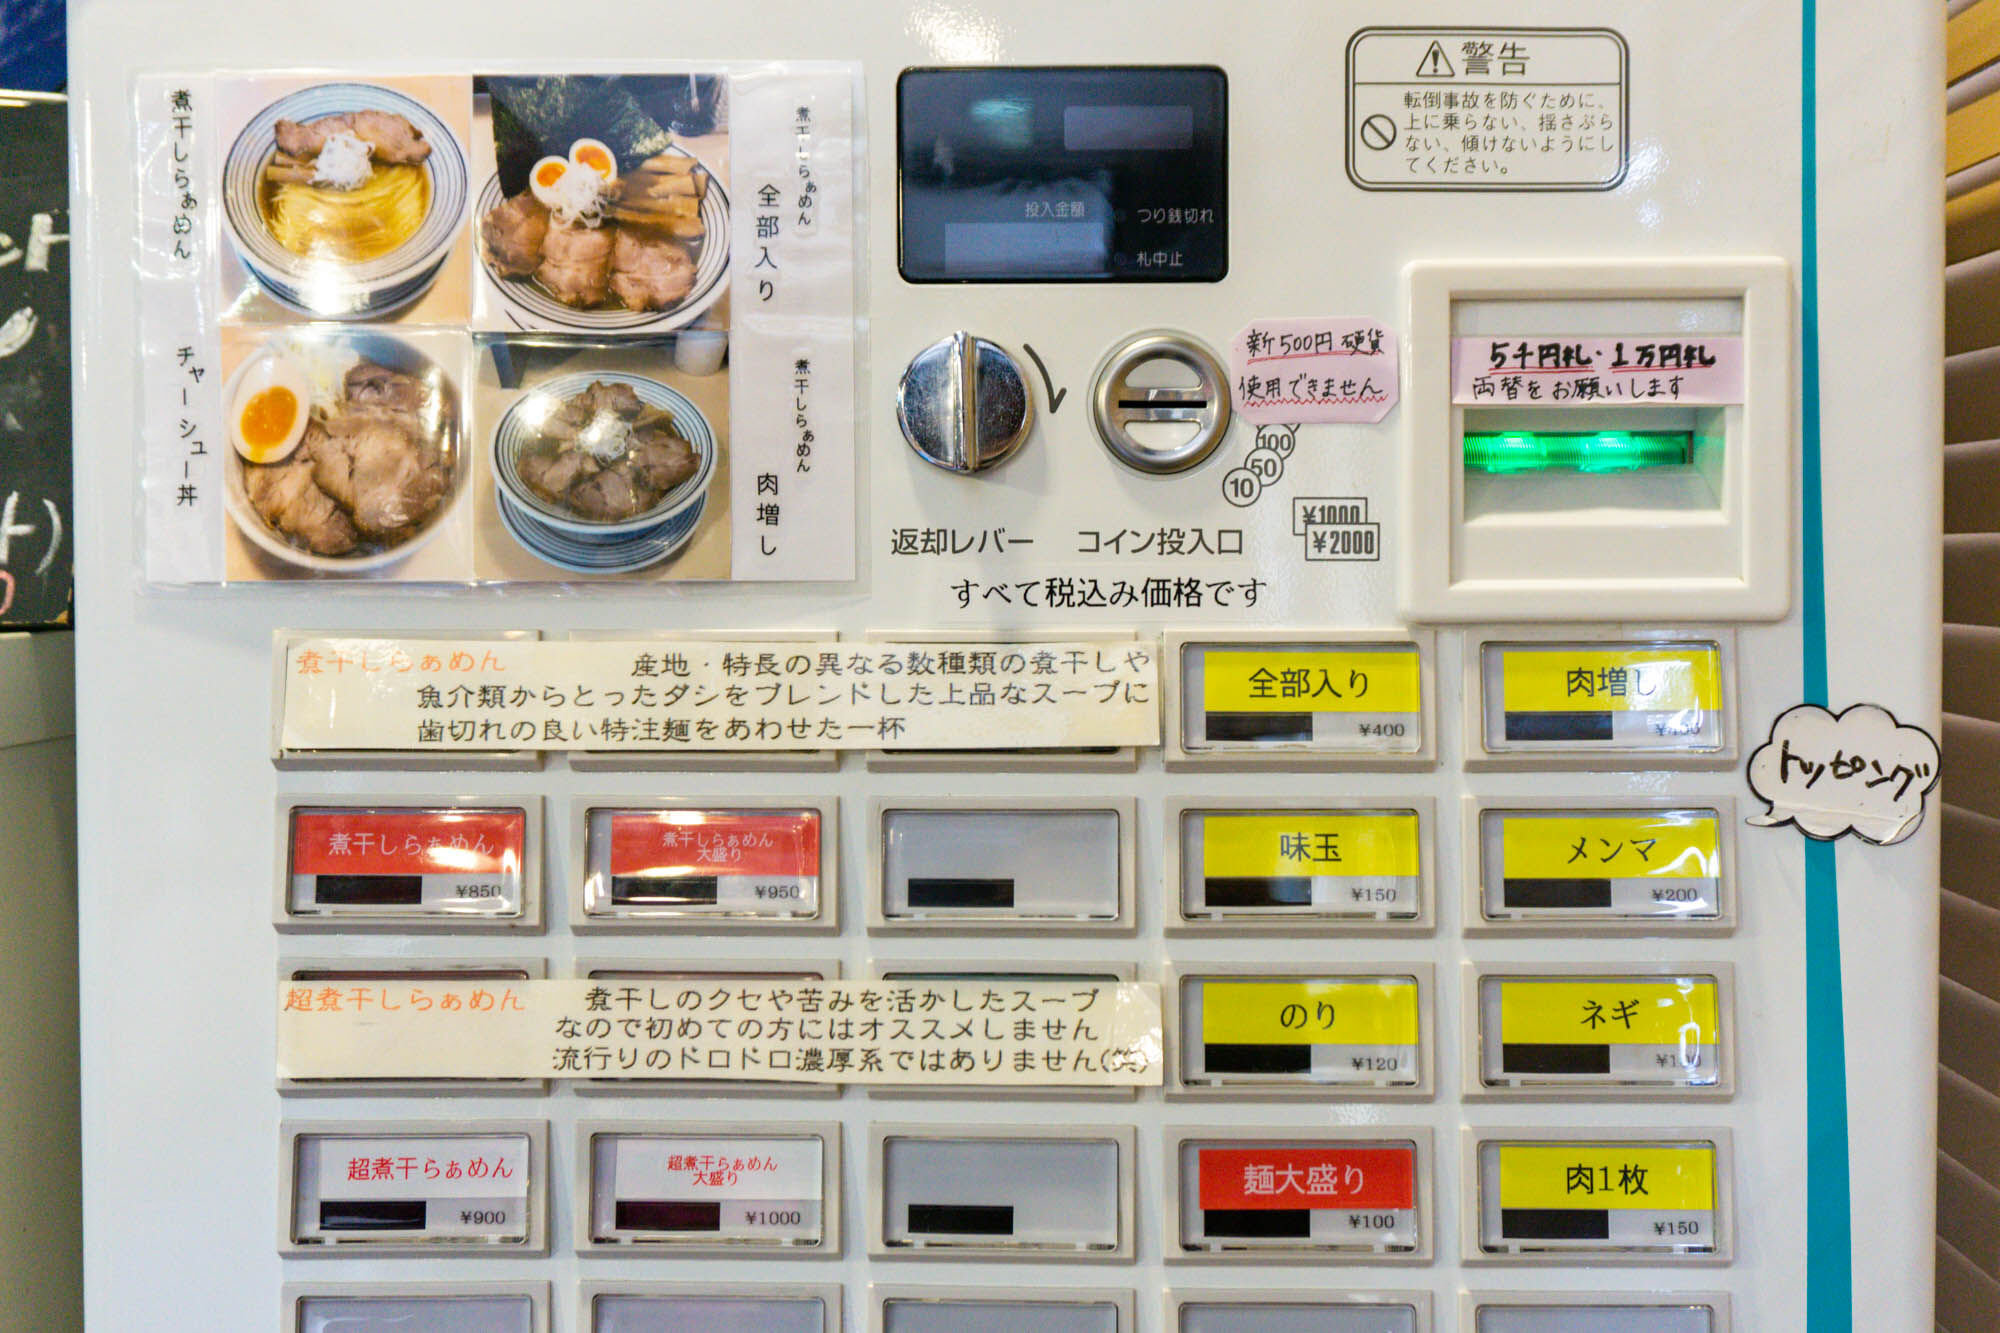 煮干しらぁめん
煮干しらぁめん
全部入り
チャーシュー丼
煮干しらぁめん
肉増し
投入金額
つり銭切れ
札中止
警告
転倒事故を防ぐために、
上に乗らない、揺さぶら
ない、傾けないようにし
てください。
新500円硬貨
使用できません
5千円札・1万円札
両替をお願いします
100
50
10
¥1000
¥2000
返却レバー
コイン投入口
すべて税込み価格です
煮干しらぁめん 産地・特長の異なる数種類の煮干しや
魚介類からとったダシをブレンドした上品なスープに
歯切れの良い特注麺をあわせた一杯
全部入り
¥400
肉増し
トッピング
煮干しらぁめん
¥850
煮干しらぁめん
大盛り
¥950
味玉
¥150
メンマ
¥200
超煮干しらぁめん 煮干しのクセや苦みを活かしたスープ
なので初めての方にはオススメしません
流行りのドロドロ濃厚系ではありません(笑)
のり
¥120
ネギ
¥100
超煮干らぁめん
¥900
超煮干らぁめん
大盛り
¥1000
麺大盛り
¥100
肉1枚
¥150